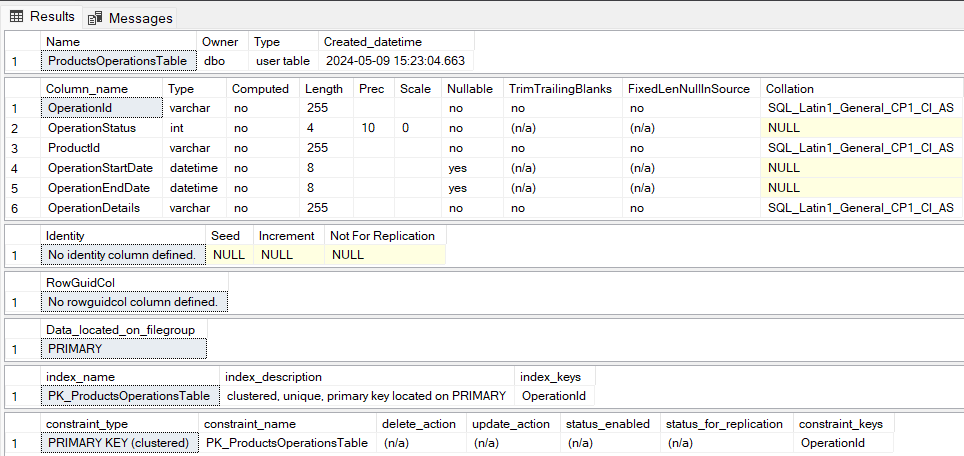 Results Messages
Name Owner Type Created_datetime
1 ProductsOperationsTable dbo user table 2024-05-09 15:23:04.663
Column_name Type Computed Length Prec Scale Nullable TrimTrailingBlanks FixedLenNullInSource Collation
1 OperationId varchar no 255 no no no SQL_Latin1_General_CP1_CI_AS
2 OperationStatus int no 4 10 0 no (n/a) (n/a) NULL
3 ProductId varchar no 255 no no no SQL_Latin1_General_CP1_CI_AS
4 OperationStartDate datetime no 8 yes (n/a) (n/a) NULL
5 OperationEndDate datetime no 8 yes (n/a) (n/a) NULL
6 OperationDetails varchar no 255 no no no SQL_Latin1_General_CP1_CI_AS
Identity Seed Increment Not For Replication
1 No identity column defined. NULL NULL NULL
RowGuidCol
1 No rowguidcol column defined.
Data_located_on_filegroup
1 PRIMARY
index_name index_description index_keys
1 PK_ProductsOperationsTable clustered, unique, primary key located on PRIMARY OperationId
constraint_type constraint_name delete_action update_action status_enabled status_for_replication constraint_keys
1 PRIMARY KEY (clustered) PK_ProductsOperationsTable (n/a) (n/a) (n/a) (n/a) OperationId